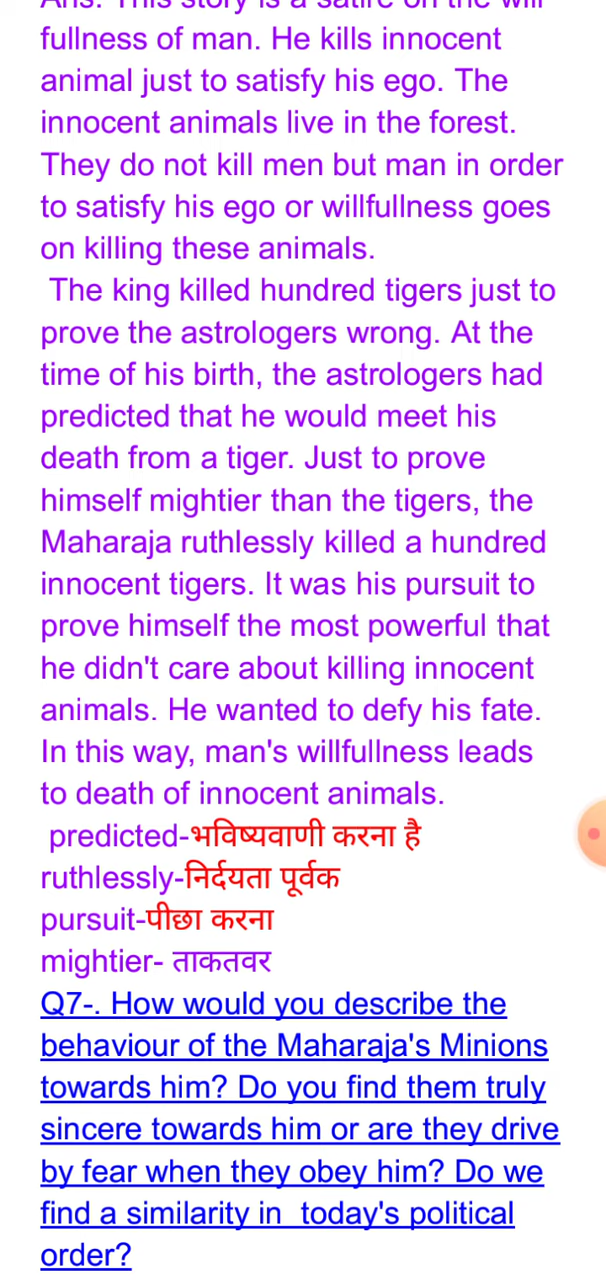 Ans. This story is a satire on the will
fullness of man. He kills innocent
animal just to satisfy his ego. The
innocent animals live in the forest.
They do not kill men but man in order
to satisfy his ego or willfullness goes
on killing these animals.
The king killed hundred tigers just to
prove the astrologers wrong. At the
time of his birth, the astrologers had
predicted that he would meet his
death from a tiger. Just to prove
himself mightier than the tigers, the
Maharaja ruthlessly killed a hundred
innocent tigers. It was his pursuit to
prove himself the most powerful that
he didn't care about killing innocent
animals. He wanted to defy his fate.
In this way, man's willfullness leads
to death of innocent animals.
predicted-भविष्यवाणी करना है
ruthlessly-निर्दयता पूर्वक
pursuit-पीछा करना
mightier- ताकतवर
Q7-. How would you describe the
behaviour of the Maharaja's Minions
towards him? Do you find them truly
sincere towards him or are they drive
by fear when they obey him? Do we
find a similarity in  today's political
order?